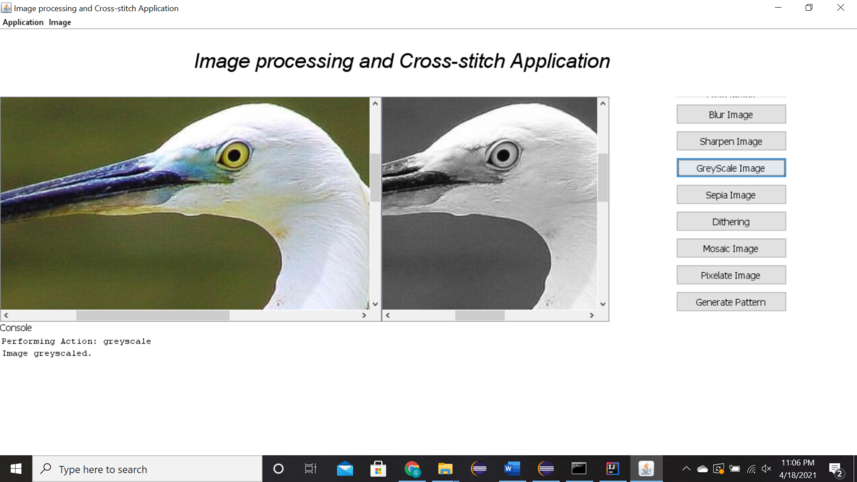 Image processing and Cross-stitch Application
Application Image
Image processing and Cross-stitch Application
Blur Image
Sharpen Image
GreyScale Image
Sepia Image
Dithering
Mosaic Image
Pixelate Image
Generate Pattern
Console
Performing Action: greyscale
Image greyscaled.
Type here to search
11:06 PM
4/18/2021
2